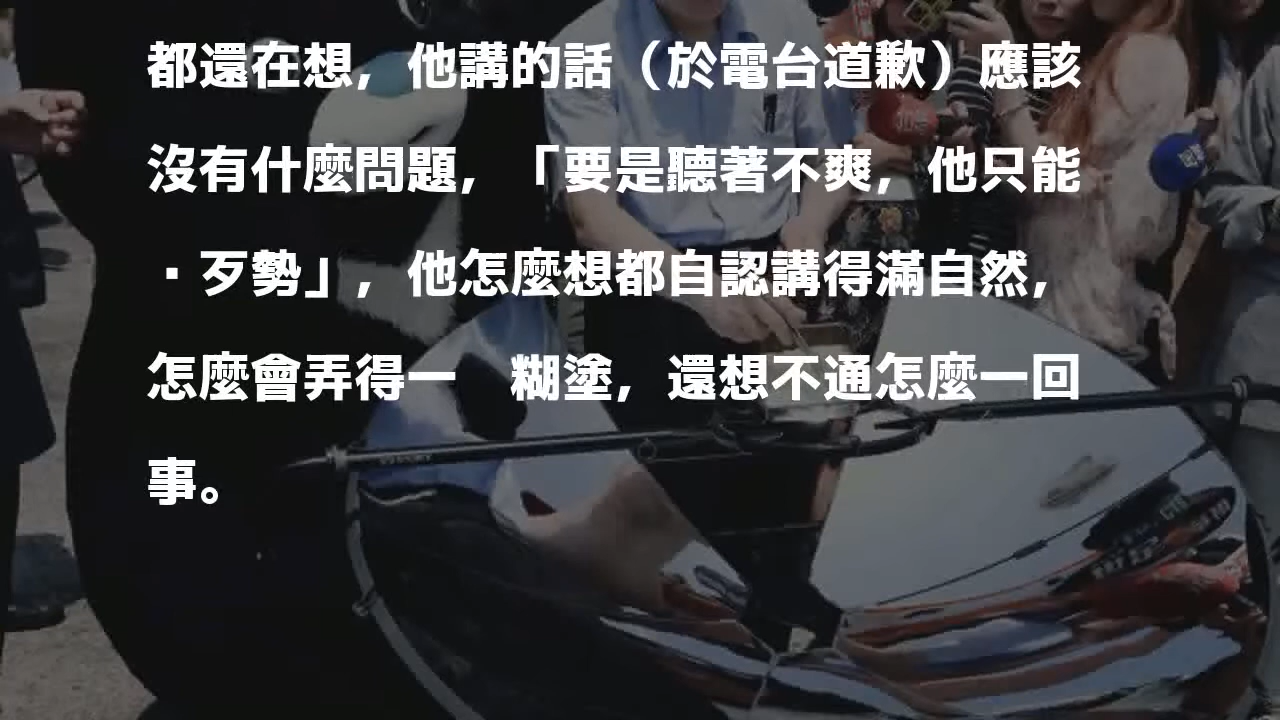 都還在想，他講的話（於電台道歉）應該
沒有什麼問題，「要是聽著不爽，他只能
·歹勢」，他怎麼想都自認講得滿自然，
怎麼會弄得一　糊塗，還想不通怎麼一回
事。